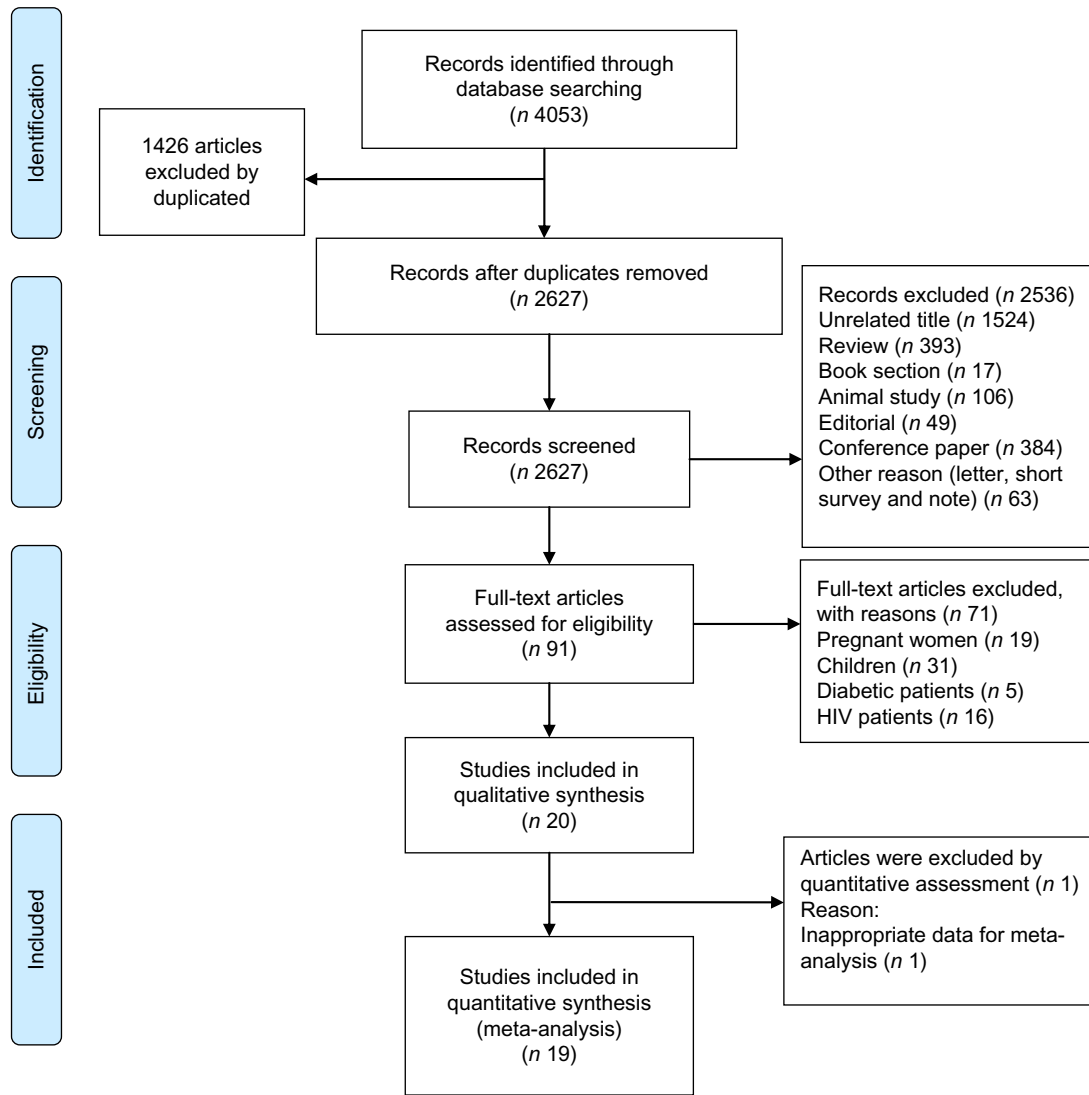 Identification
Records identified through
database searching
(n 4053)
1426 articles
excluded by
duplicated
Records after duplicates removed
(n 2627)
Screening
Records screened
(n 2627)
Records excluded (n 2536)
Unrelated title (n 1524)
Review (n 393)
Book section (n 17)
Animal study (n 106)
Editorial (n 49)
Conference paper (n 384)
Other reason (letter, short
survey and note) (n 63)
Eligibility
Full-text articles
assessed for eligibility
(n 91)
Full-text articles excluded,
with reasons (n 71)
Pregnant women (n 19)
Children (n 31)
Diabetic patients (n 5)
HIV patients (n 16)
Studies included in
qualitative synthesis
(n 20)
Included
Articles were excluded by
quantitative assessment (n 1)
Reason:
Inappropriate data for meta-
analysis (n 1)
Studies included in
quantitative synthesis
(meta-analysis)
(n 19)